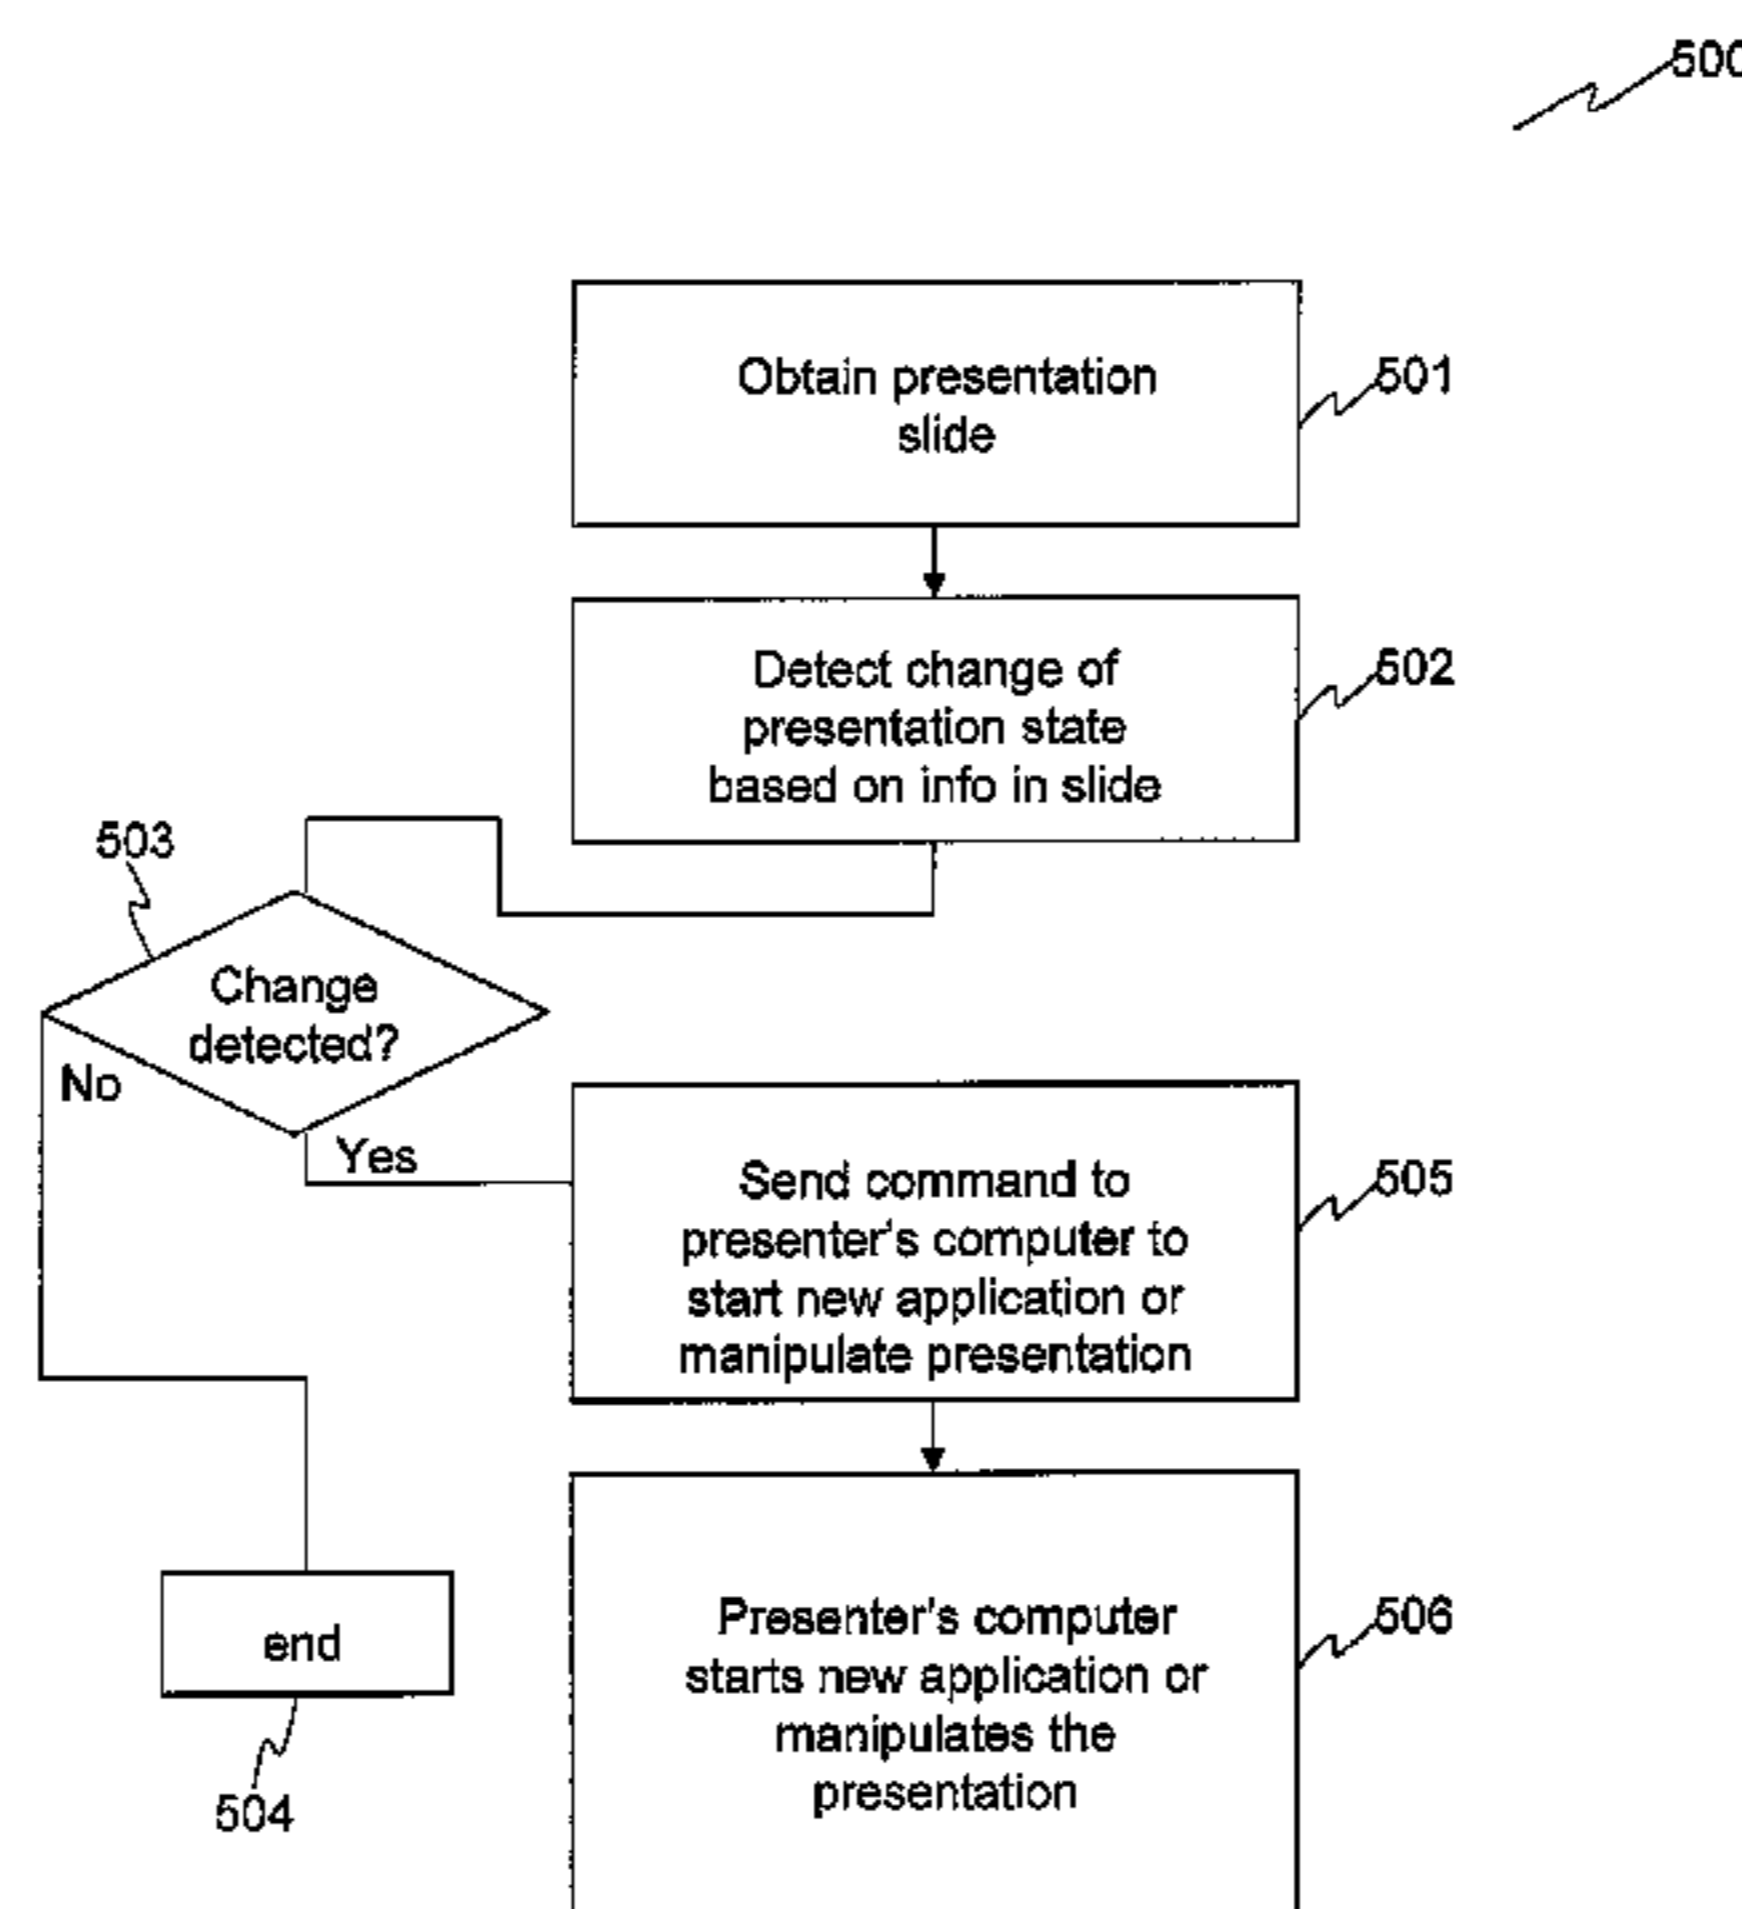 500
Obtain presentation
slide
501
Detect change of
presentation state
based on info in slide
502
503
Change
detected?
No
Yes
Send command to
presenter's computer to
start new application or
manipulate presentation
505
Presenter's computer
starts new application or
manipulates the
presentation
506
end
504